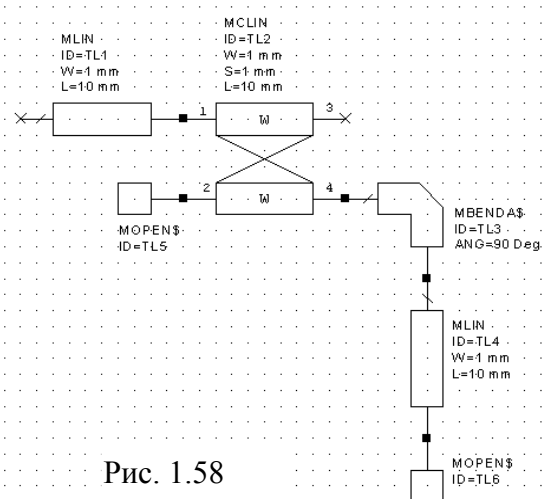 MLIN
ID=TL1
W=1 mm
L=10 mm
MCLIN
ID=TL2
W=1 mm
S=1 mm
L=10 mm
1
W
3
2
W
4
MOPEN$
ID=TL5
MBENDA$
ID=TL3
ANG=90 Deg
MLIN
ID=TL4
W=1 mm
L=10 mm
MOPEN$
ID=TL6
Рис. 1.58